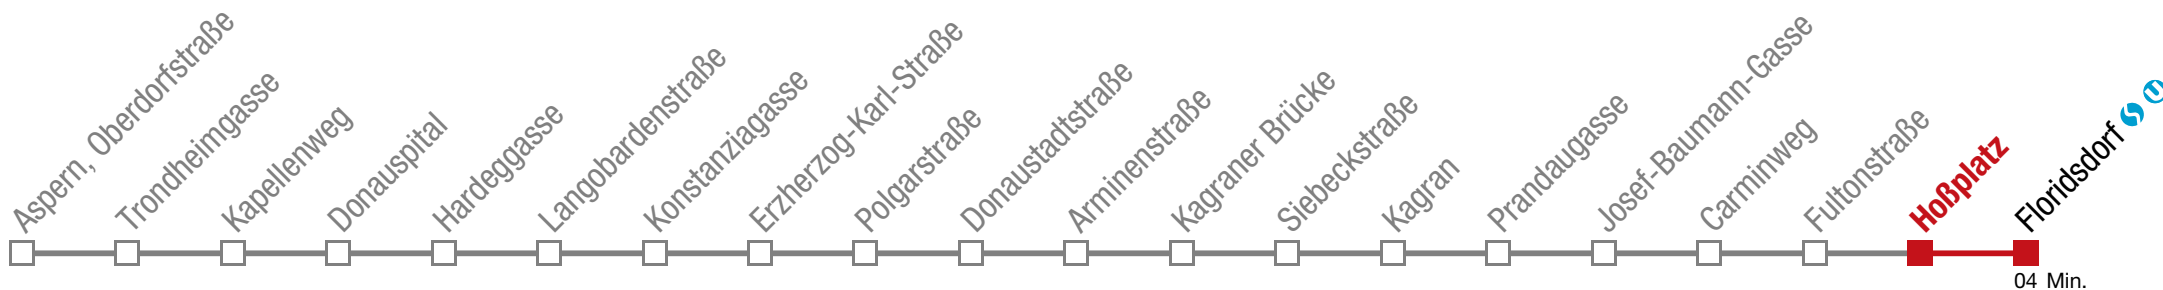 Aspern, Oberdorfstraße
Trondheimgasse
Kapellenweg
Donauspital
Hardeggasse
Langobardenstraße
Konstanziagasse
Erzherzog-Karl-Straße
Polgarstraße
Donaustadtstraße
Arminenstraße
Kagraner Brücke
Siebeckstraße
Kagran
Prandaugasse
Josef-Baumann-Gasse
Carminweg
Fultonstraße
Hoßplatz
Floridsdorf S U
04 Min.